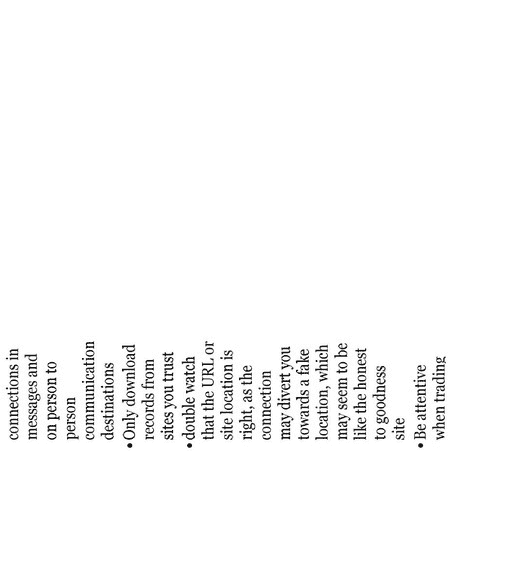 connections in
messages and
on person to
person
communication
destinations
• Only download
records from
sites you trust
• double watch
that the URL or
site location is
right, as the
connection
may divert you
towards a fake
location, which
may seem to be
like the honest
to goodness
site
• Be attentive
when trading